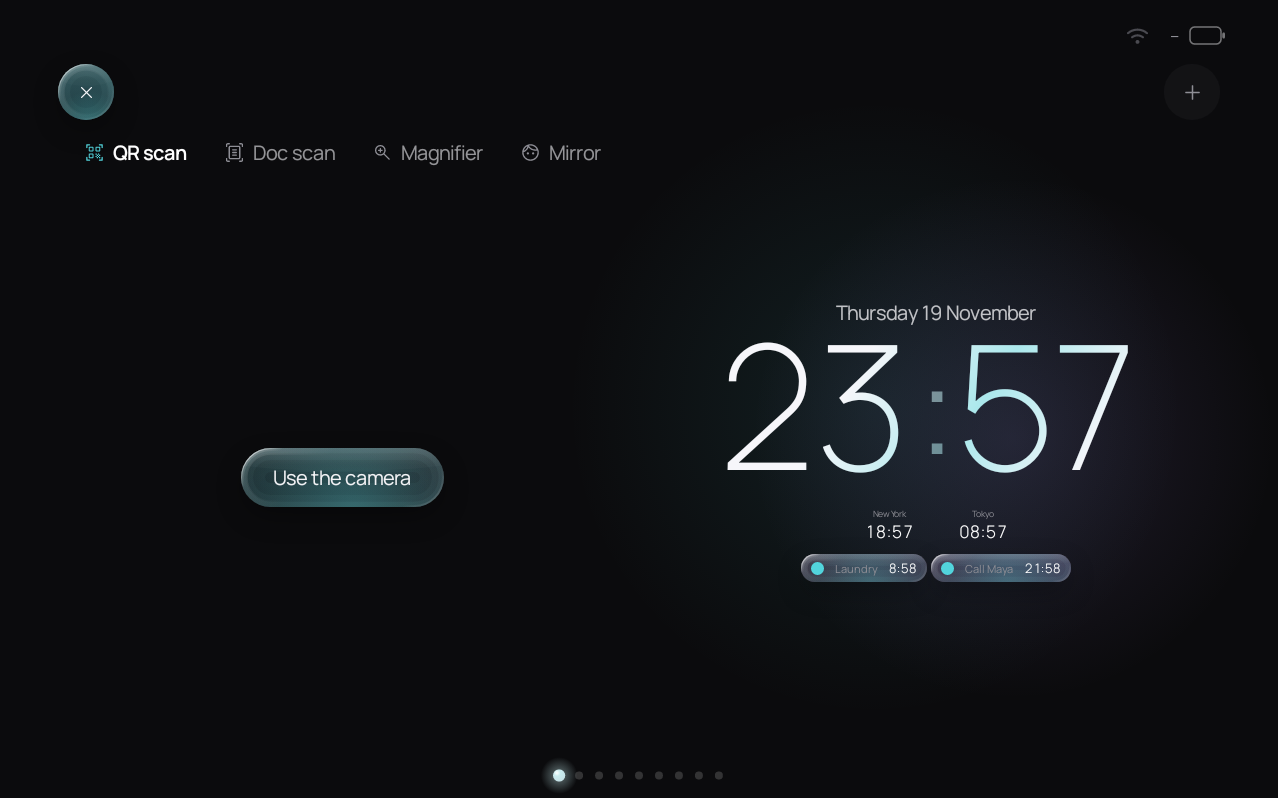 QR scan
Doc scan
Magnifier
Mirror
Thursday 19 November
23:57
New York
18:57
Tokyo
08:57
Laundry 8:58
Call Maya 21:58
Use the camera